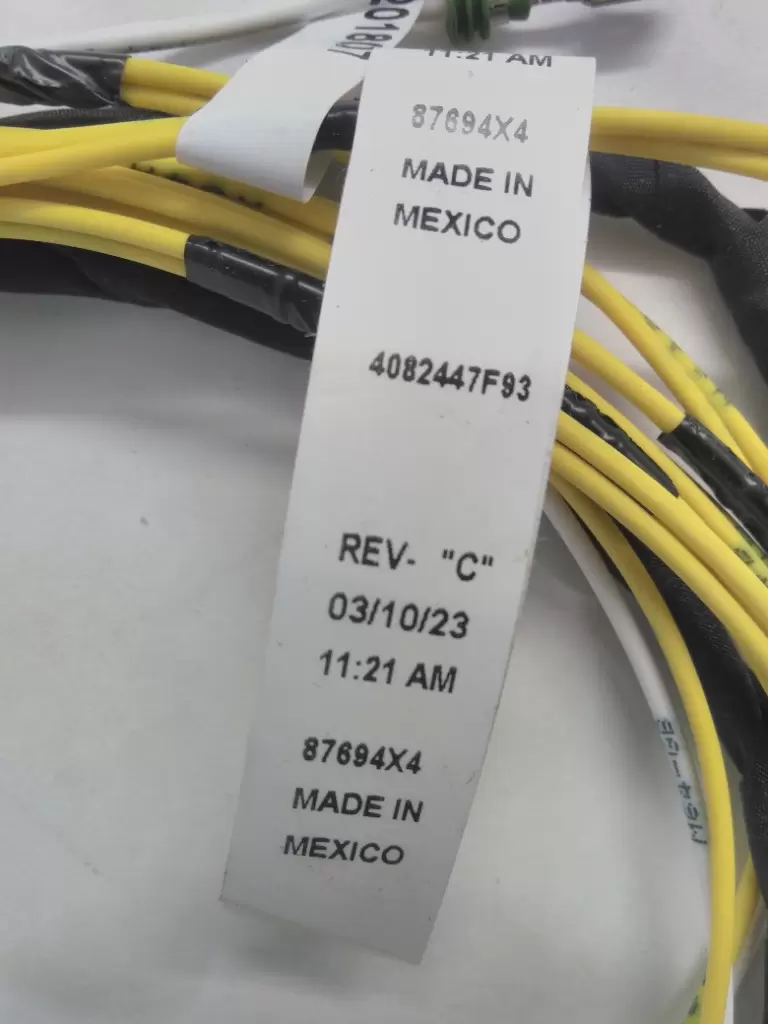 201807
11:21 AM
87694X4
MADE IN
MEXICO
4082447F93
REV- "C"
03/10/23
11:21 AM
87694X4
MADE IN
MEXICO